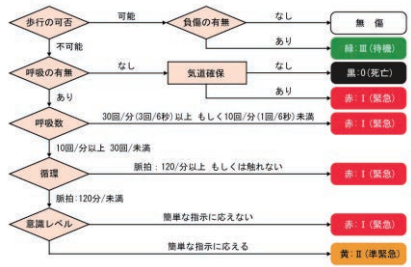 歩行の可否
可能
負傷の有無
なし
無 傷
不可能
あり
緑:Ⅲ(待機)
呼吸の有無
なし
気道確保
なし
黒:0(死亡)
あり
あり
赤:Ⅰ(緊急)
呼吸数
30回/分(3回/6秒)以上 もしく10回/分(1回/6秒)未満
赤:Ⅰ(緊急)
10回/分以上 30回/未満
循環
脈拍:120/分以上 もしくは触れない
赤:Ⅰ(緊急)
脈拍:120分/未満
意識レベル
簡単な指示に応えない
赤:Ⅰ(緊急)
簡単な指示に応える
黄:Ⅱ(準緊急)